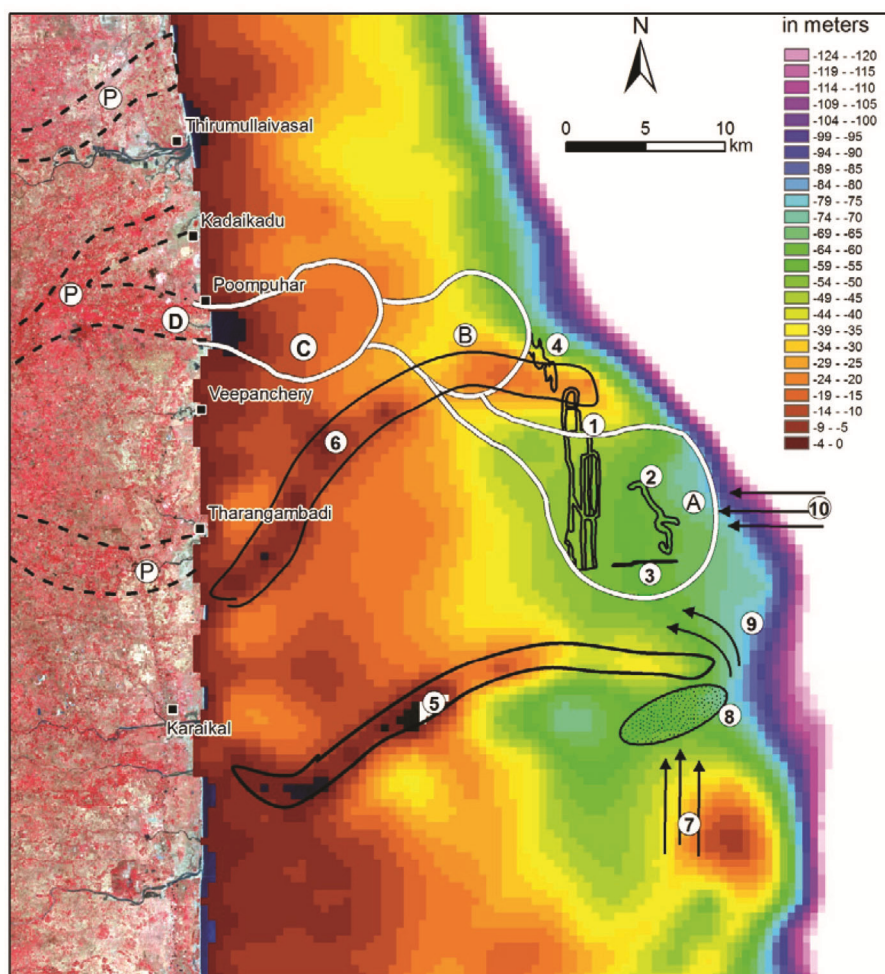 in meters
N
-124 - -120
-119 - -115
-114 - -110
-109 - -105
-104 - -100
-99 - -95
-94 - -90
-89 - -85
-84 - -80
-79 - -75
-74 - -70
-69 - -65
-64 - -60
-59 - -55
-54 - -50
-49 - -45
-44 - -40
-39 - -35
-34 - -30
-29 - -25
-24 - -20
-19 - -15
-14 - -10
-9 - -5
-4 - 0
0 5 10
km
P
Thirumullaivasal
Kadaikadu
P
Poompuhar
D
C
B
4
Veepanchery
1
6
2
A
10
Tharangambadi
P
3
9
Karaikal
5
8
7